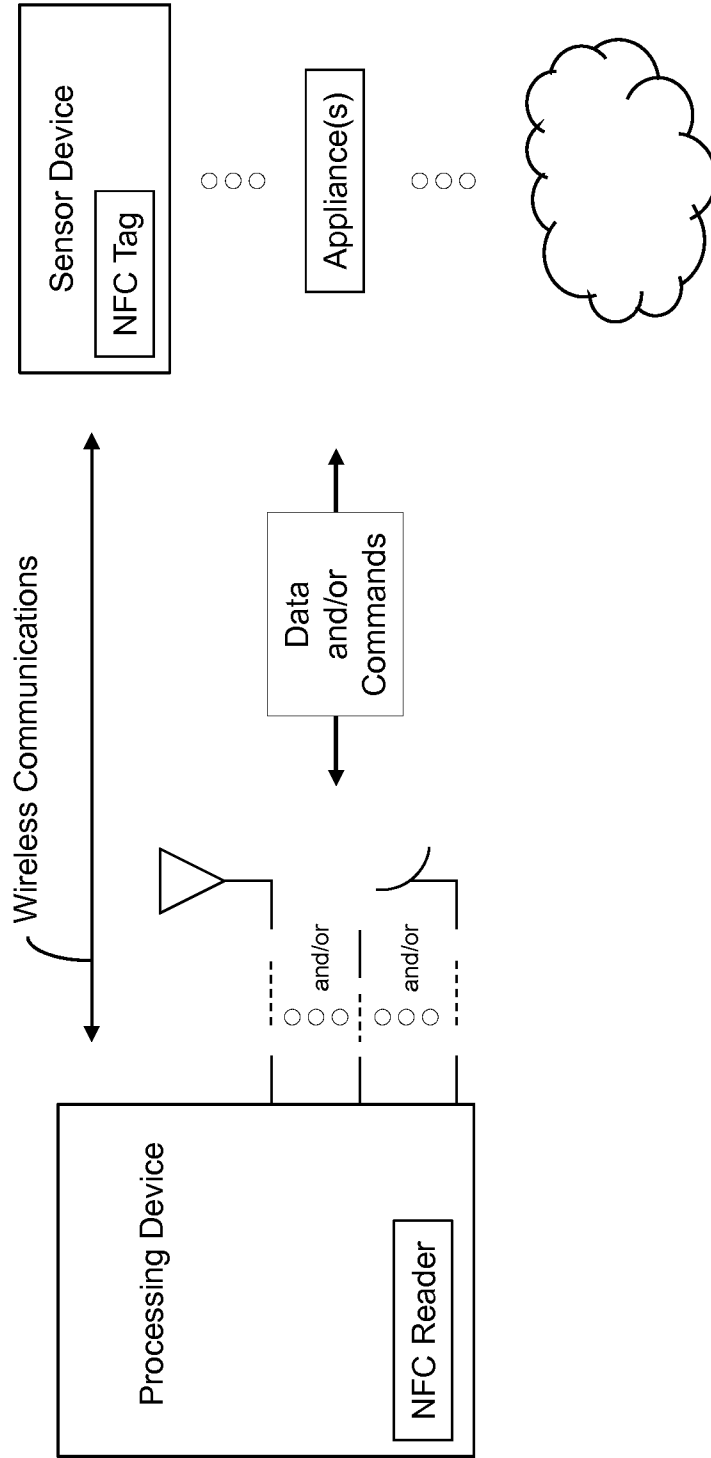 Wireless Communications
Sensor Device
NFC Tag
Processing Device
NFC Reader
and/or
and/or
Data
and/or
Commands
Appliance(s)